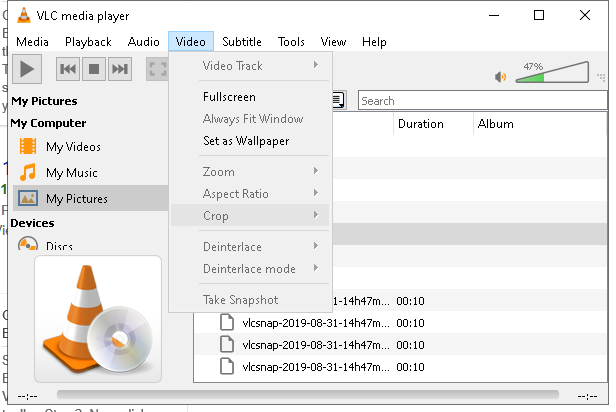 VLC media player
Media Playback Audio Video Subtitle Tools View Help
47%
Search
My Pictures
My Computer
My Videos
My Music
My Pictures
Devices
Discs
Video Track
Fullscreen
Always Fit Window
Set as Wallpaper
Zoom
Aspect Ratio
Crop
Deinterlace
Deinterlace mode
Take Snapshot
Duration Album
-31-14h47m... 00:10
vlcsnap-2019-08-31-14h47m... 00:10
vlcsnap-2019-08-31-14h47m... 00:10
vlcsnap-2019-08-31-14h47m... 00:10
--:-- --:--